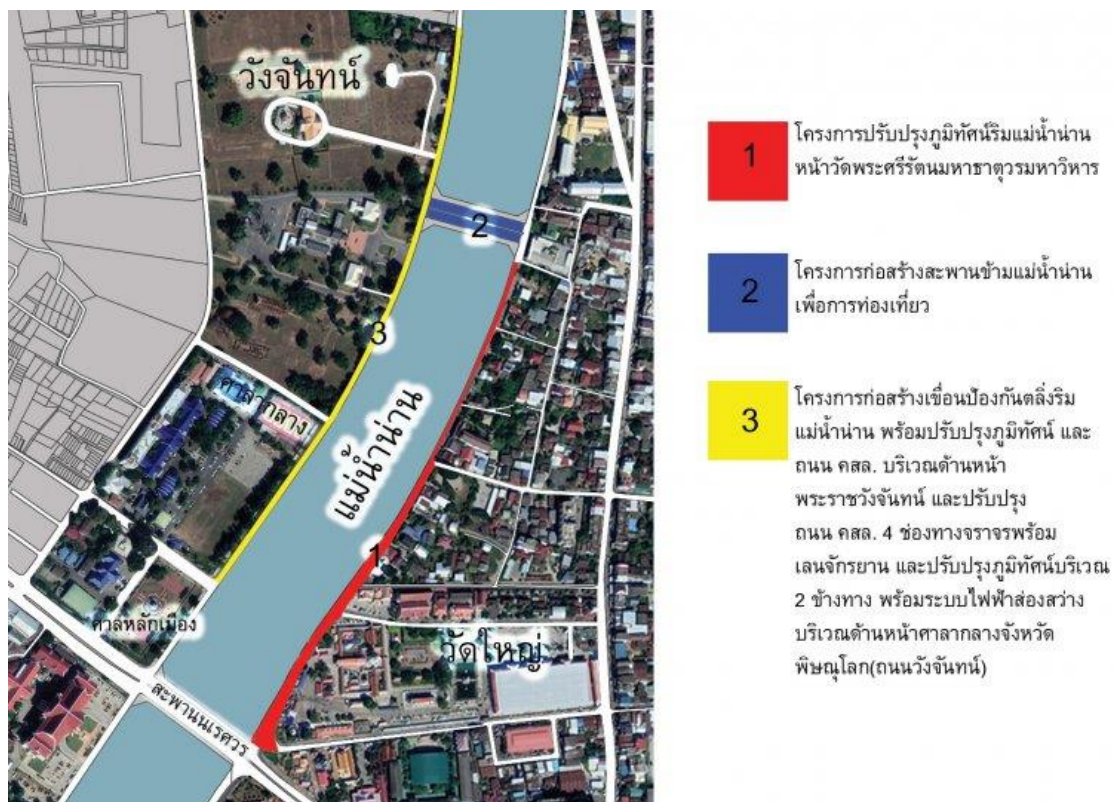 วังจันทน์
2
3
ศาลากลาง
แม่น้ำน่าน
1
ศาลหลักเมือง
วัดใหญ่
สะพานนเรศวร
1
โครงการปรับปรุงภูมิทัศน์ริมแม่น้ำน่าน
หน้าวัดพระศรีรัตนมหาธาตุวรมหาวิหาร
2
โครงการก่อสร้างสะพานข้ามแม่น้ำน่าน
เพื่อการท่องเที่ยว
3
โครงการก่อสร้างเขื่อนป้องกันตลิ่งริม
แม่น้ำน่าน พร้อมปรับปรุงภูมิทัศน์ และ
ถนน คสล. บริเวณด้านหน้า
พระราชวังจันทน์ และปรับปรุง
ถนน คสล. 4 ช่องทางจราจรพร้อม
เลนจักรยาน และปรับปรุงภูมิทัศน์บริเวณ
2 ข้างทาง พร้อมระบบไฟฟ้าส่องสว่าง
บริเวณด้านหน้าศาลากลางจังหวัด
พิษณุโลก(ถนนวังจันทน์)